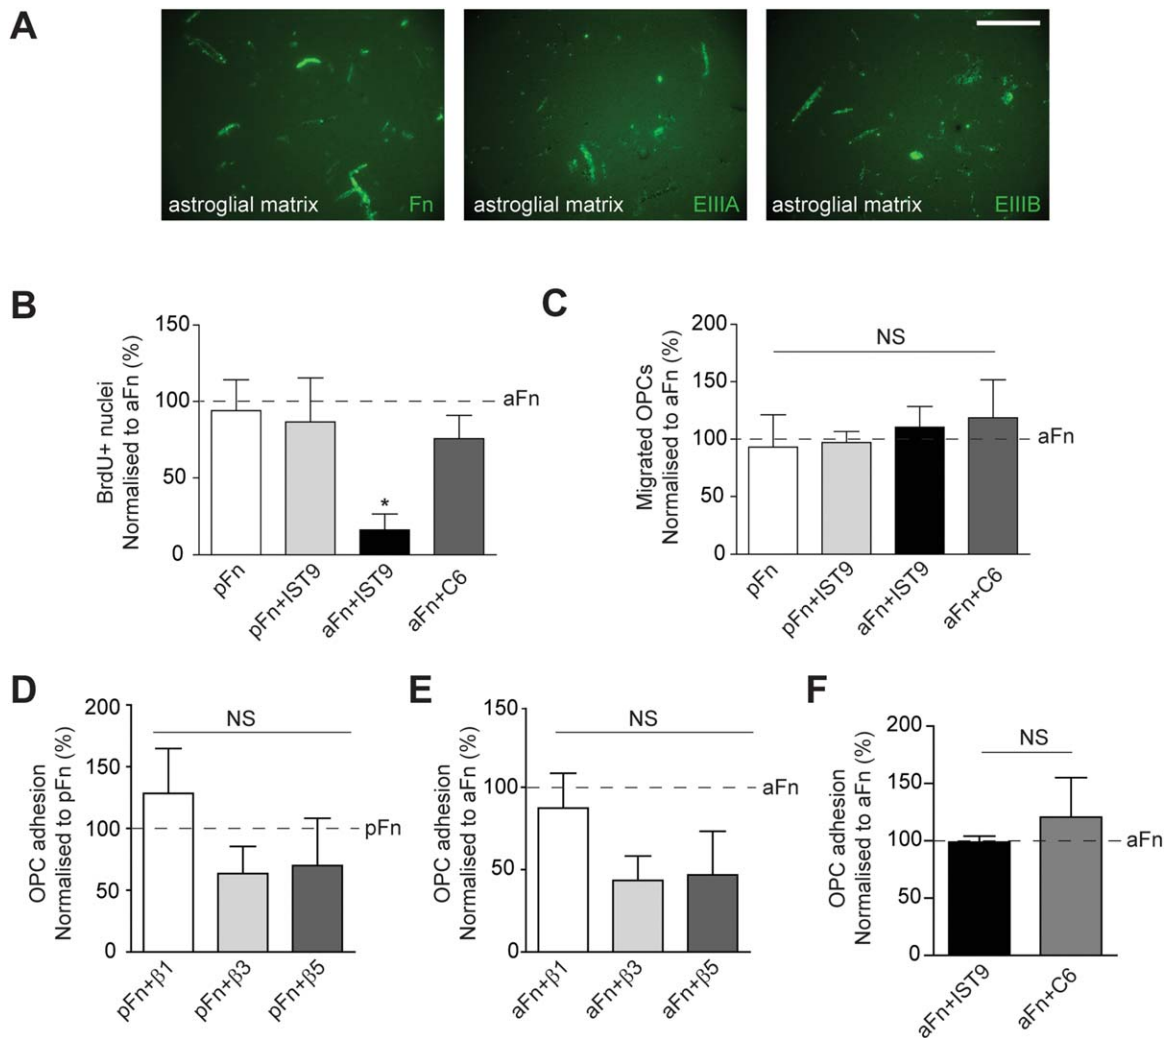 A
astroglial matrix Fn
astroglial matrix EIIIA
astroglial matrix EIIIB
B
BrdU+ nuclei
Normalised to aFn (%)
150
100
50
0
aFn
*
pFn
pFn+IST9
aFn+IST9
aFn+C6
C
Migrated OPCs
Normalised to aFn (%)
200
150
100
50
0
NS
aFn
pFn
pFn+IST9
aFn+IST9
aFn+C6
D
OPC adhesion
Normalised to pFn (%)
200
150
100
50
0
NS
pFn
pFn+β1
pFn+β3
pFn+β5
E
OPC adhesion
Normalised to aFn (%)
150
100
50
0
NS
aFn
aFn+β1
aFn+β3
aFn+β5
F
OPC adhesion
Normalised to aFn (%)
200
150
100
50
0
NS
aFn
aFn+IST9
aFn+C6